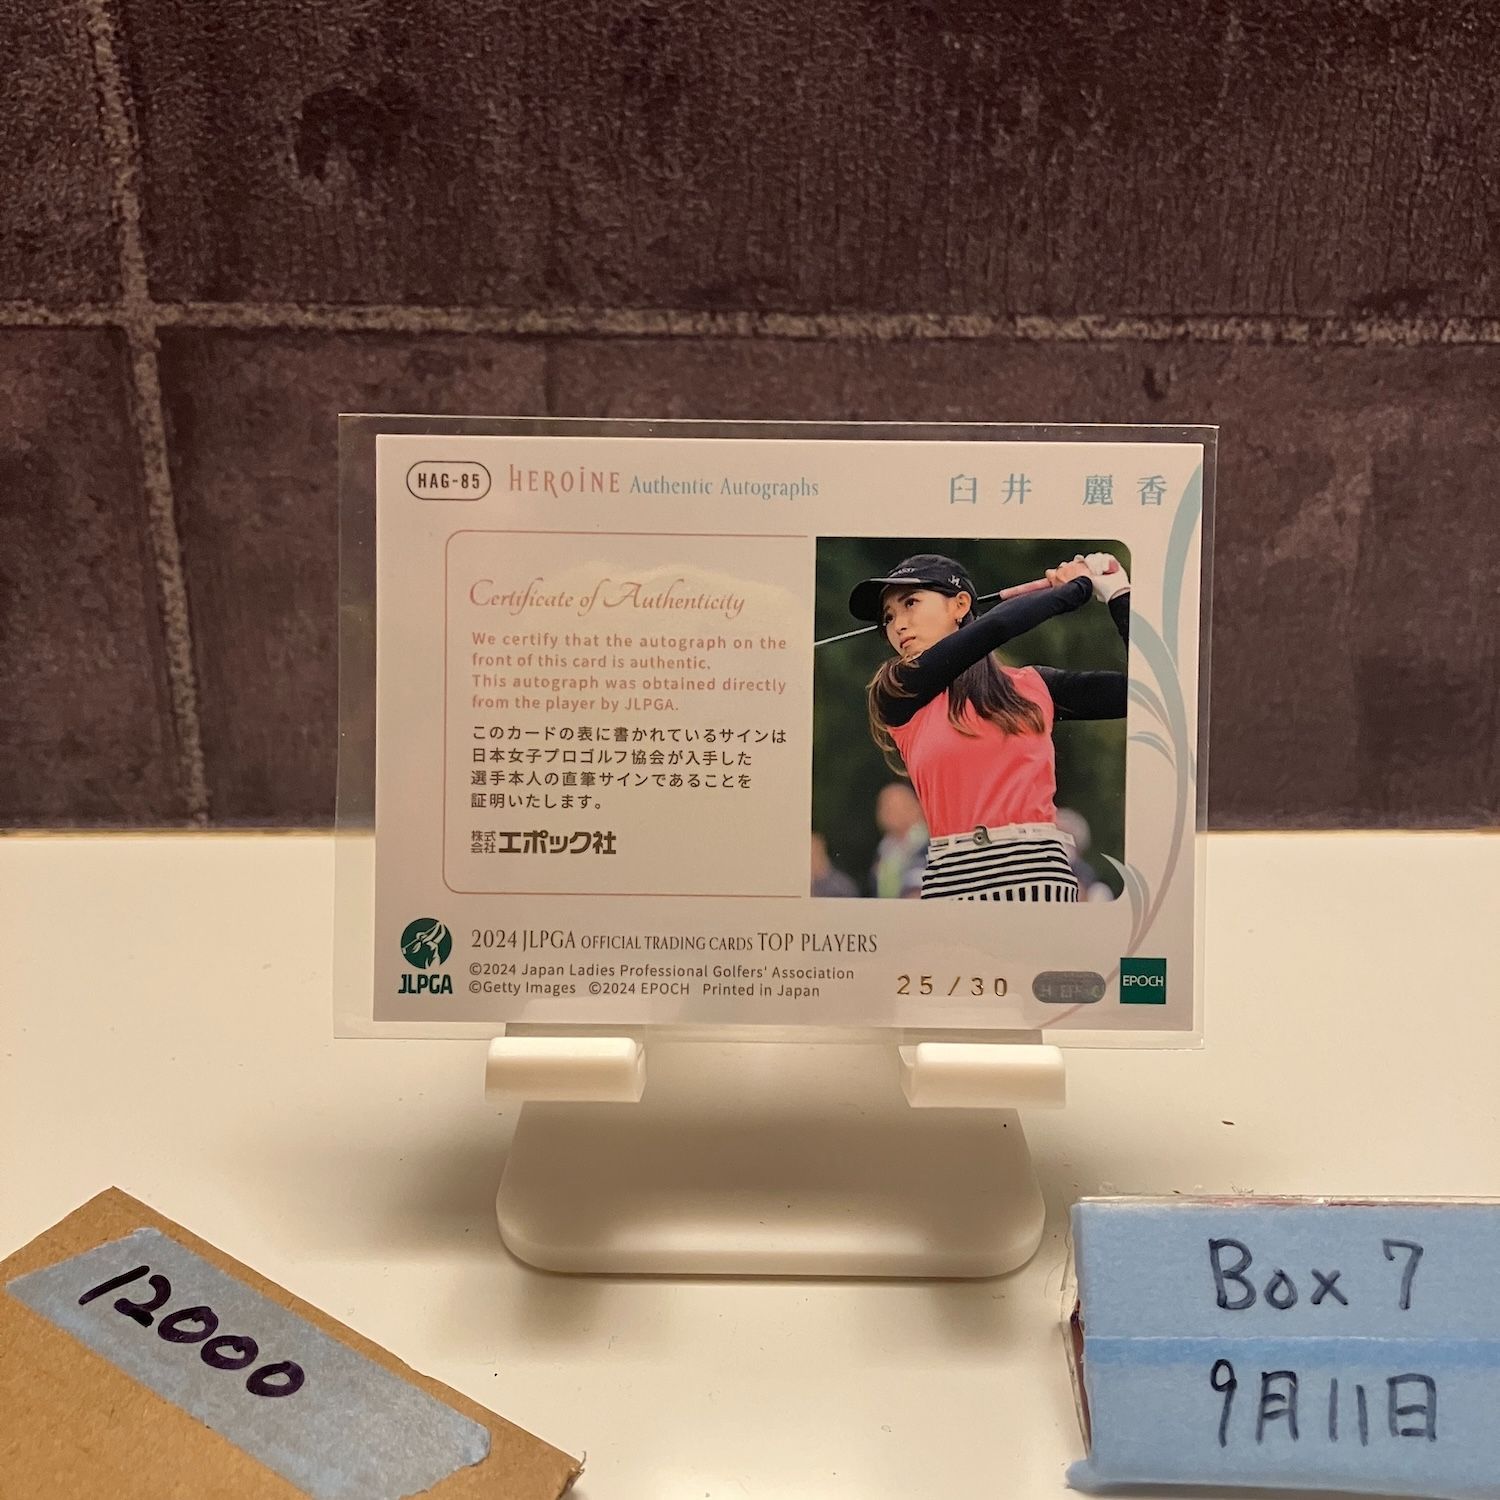 HAG-85 HEROiNE Authentic Autographs 臼井 麗香
Certificate of Authenticity
We certify that the autograph on the
front of this card is authentic.
This autograph was obtained directly
from the player by JLPGA.
このカードの表に書かれているサインは
日本女子プロゴルフ協会が入手した
選手本人の直筆サインであることを
証明いたします。
株式会社 エポック社
JLPGA
2024 JLPGA OFFICIAL TRADING CARDS TOP PLAYERS
©2024 Japan Ladies Professional Golfers' Association
©Getty Images ©2024 EPOCH Printed in Japan
25/30
EPOCH
12000
Box 7
9月11日